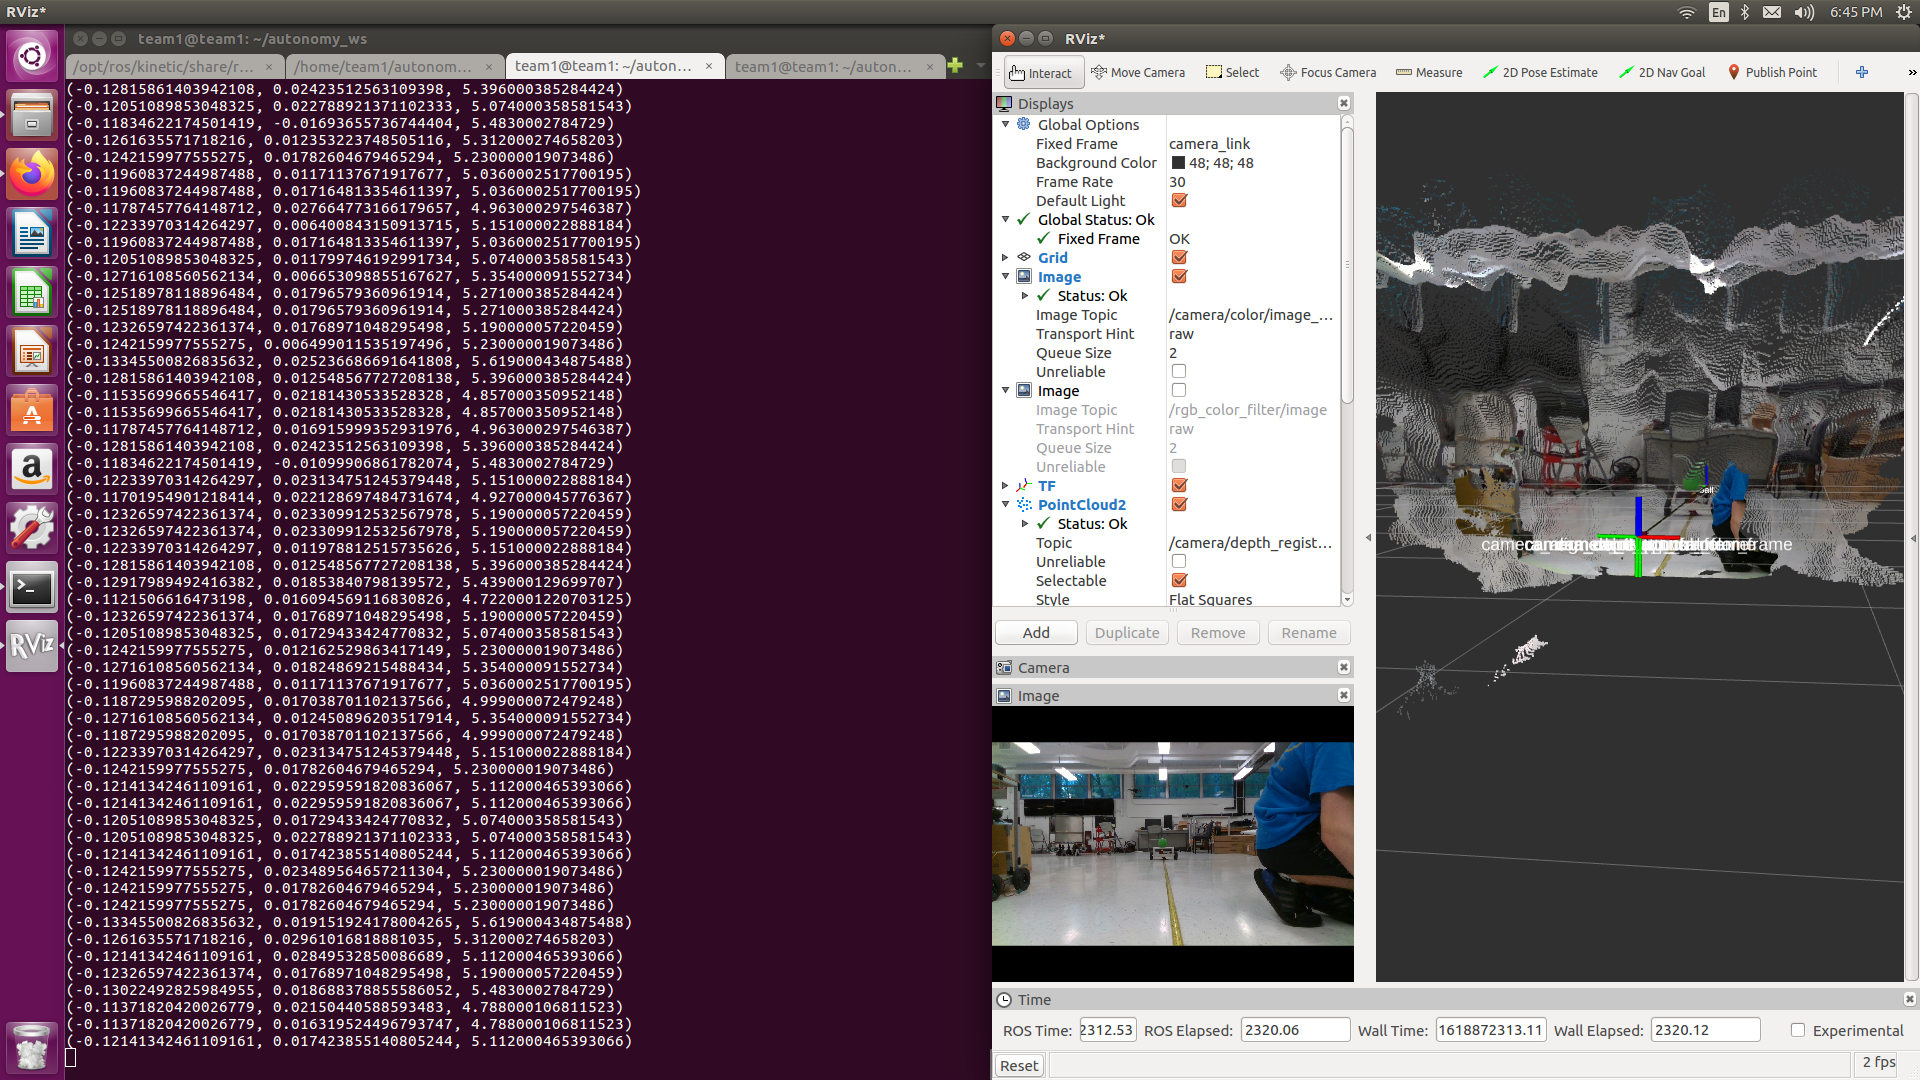 RViz*
En
6:45 PM
team1@team1: ~/autonomy_ws
/opt/ros/kinetic/share/r... ×
/home/team1/autonom... ×
team1@team1: ~/auton... ×
team1@team1: ~/auton... ×
(-0.12815861403942108, 0.02423512563109398, 5.396000385284424)
(-0.12051089853048325, 0.022788921371102333, 5.074000358581543)
(-0.11834622174501419, -0.01693655736744404, 5.4830002784729)
(-0.1261635571718216, 0.012353223748505116, 5.312000274658203)
(-0.1242159977555275, 0.01782604679465294, 5.230000019073486)
(-0.11960837244987488, 0.01171137671917677, 5.0360002517700195)
(-0.11960837244987488, 0.017164813354611397, 5.0360002517700195)
(-0.11787457764148712, 0.027664773166179657, 4.963000297546387)
(-0.12233970314264297, 0.006400843150913715, 5.151000022888184)
(-0.11960837244987488, 0.017164813354611397, 5.0360002517700195)
(-0.12051089853048325, 0.011799746192991734, 5.074000358581543)
(-0.12716108560562134, 0.006653098855167627, 5.354000091552734)
(-0.12518978118896484, 0.01796579360961914, 5.271000385284424)
(-0.12518978118896484, 0.01796579360961914, 5.271000385284424)
(-0.12326597422361374, 0.01768971048295498, 5.190000057220459)
(-0.1242159977555275, 0.006499011535197496, 5.230000019073486)
(-0.13345500826835632, 0.025236686691641808, 5.619000434875488)
(-0.12815861403942108, 0.012548567727208138, 5.396000385284424)
(-0.11535699665546417, 0.02181430533528328, 4.857000350952148)
(-0.11535699665546417, 0.02181430533528328, 4.857000350952148)
(-0.11787457764148712, 0.016915999352931976, 4.963000297546387)
(-0.12815861403942108, 0.02423512563109398, 5.396000385284424)
(-0.11834622174501419, -0.01099906861782074, 5.4830002784729)
(-0.12233970314264297, 0.023134751245379448, 5.151000022888184)
(-0.11701954901218414, 0.022128697484731674, 4.927000045776367)
(-0.12326597422361374, 0.023309912532567978, 5.190000057220459)
(-0.12326597422361374, 0.023309912532567978, 5.190000057220459)
(-0.12233970314264297, 0.011978812515735626, 5.151000022888184)
(-0.12815861403942108, 0.012548567727208138, 5.396000385284424)
(-0.12917989492416382, 0.018538407981395​72, 5.439000129699707)
(-0.1121506616473198, 0.016094569116830826, 4.7220001220703125)
(-0.12326597422361374, 0.01768971048295498, 5.190000057220459)
(-0.12051089853048325, 0.01729433424770832, 5.074000358581543)
(-0.1242159977555275, 0.012162529863417149, 5.230000019073486)
(-0.12716108560562134, 0.01824869215488434, 5.354000091552734)
(-0.11960837244987488, 0.01171137671917677, 5.0360002517700195)
(-0.1187295988202095, 0.017038701102137566, 4.999000072479248)
(-0.12716108560562134, 0.012450896203517914, 5.354000091552734)
(-0.1187295988202095, 0.017038701102137566, 4.999000072479248)
(-0.12233970314264297, 0.023134751245379448, 5.151000022888184)
(-0.1242159977555275, 0.01782604679465294, 5.230000019073486)
(-0.12141342461109161, 0.022959591820836067, 5.112000465393066)
(-0.12141342461109161, 0.022959591820836067, 5.112000465393066)
(-0.12051089853048325, 0.01729433424770832, 5.074000358581543)
(-0.12051089853048325, 0.022788921371102333, 5.074000358581543)
(-0.12141342461109161, 0.017423855140805244, 5.112000465393066)
(-0.1242159977555275, 0.023489564657211304, 5.230000019073486)
(-0.1242159977555275, 0.01782604679465294, 5.230000019073486)
(-0.1242159977555275, 0.01782604679465294, 5.230000019073486)
(-0.13345500826835632, 0.019151924178004265, 5.619000434875488)
(-0.1261635571718216, 0.02961016818881035, 5.312000274658203)
(-0.12141342461109161, 0.02849532850086689, 5.112000465393066)
(-0.12326597422361374, 0.01768971048295498, 5.190000057220459)
(-0.13022492825984955, 0.018688378855586052, 5.4830002784729)
(-0.11371820420026779, 0.02150440588593483, 4.788000106811523)
(-0.11371820420026779, 0.016319524496793747, 4.788000106811523)
(-0.12141342461109161, 0.017423855140805244, 5.112000465393066)
RViz
RViz*
Interact
Move Camera
Select
Focus Camera
Measure
2D Pose Estimate
2D Nav Goal
Publish Point
»
Displays
Global Options
Fixed Frame camera_link
Background Color 48; 48; 48
Frame Rate 30
Default Light
Global Status: Ok
Fixed Frame OK
Grid
Image
Status: Ok
Image Topic /camera/color/image_...
Transport Hint raw
Queue Size 2
Unreliable
Image
Image Topic /rgb_color_filter/image
Transport Hint raw
Queue Size 2
Unreliable
TF
PointCloud2
Status: Ok
Topic /camera/depth_regist...
Unreliable
Selectable
Style Flat Squares
Add
Duplicate
Remove
Rename
Camera
Image
Time
ROS Time: 2312.53
ROS Elapsed: 2320.06
Wall Time: 1618872313.11
Wall Elapsed: 2320.12
Experimental
Reset
2 fps